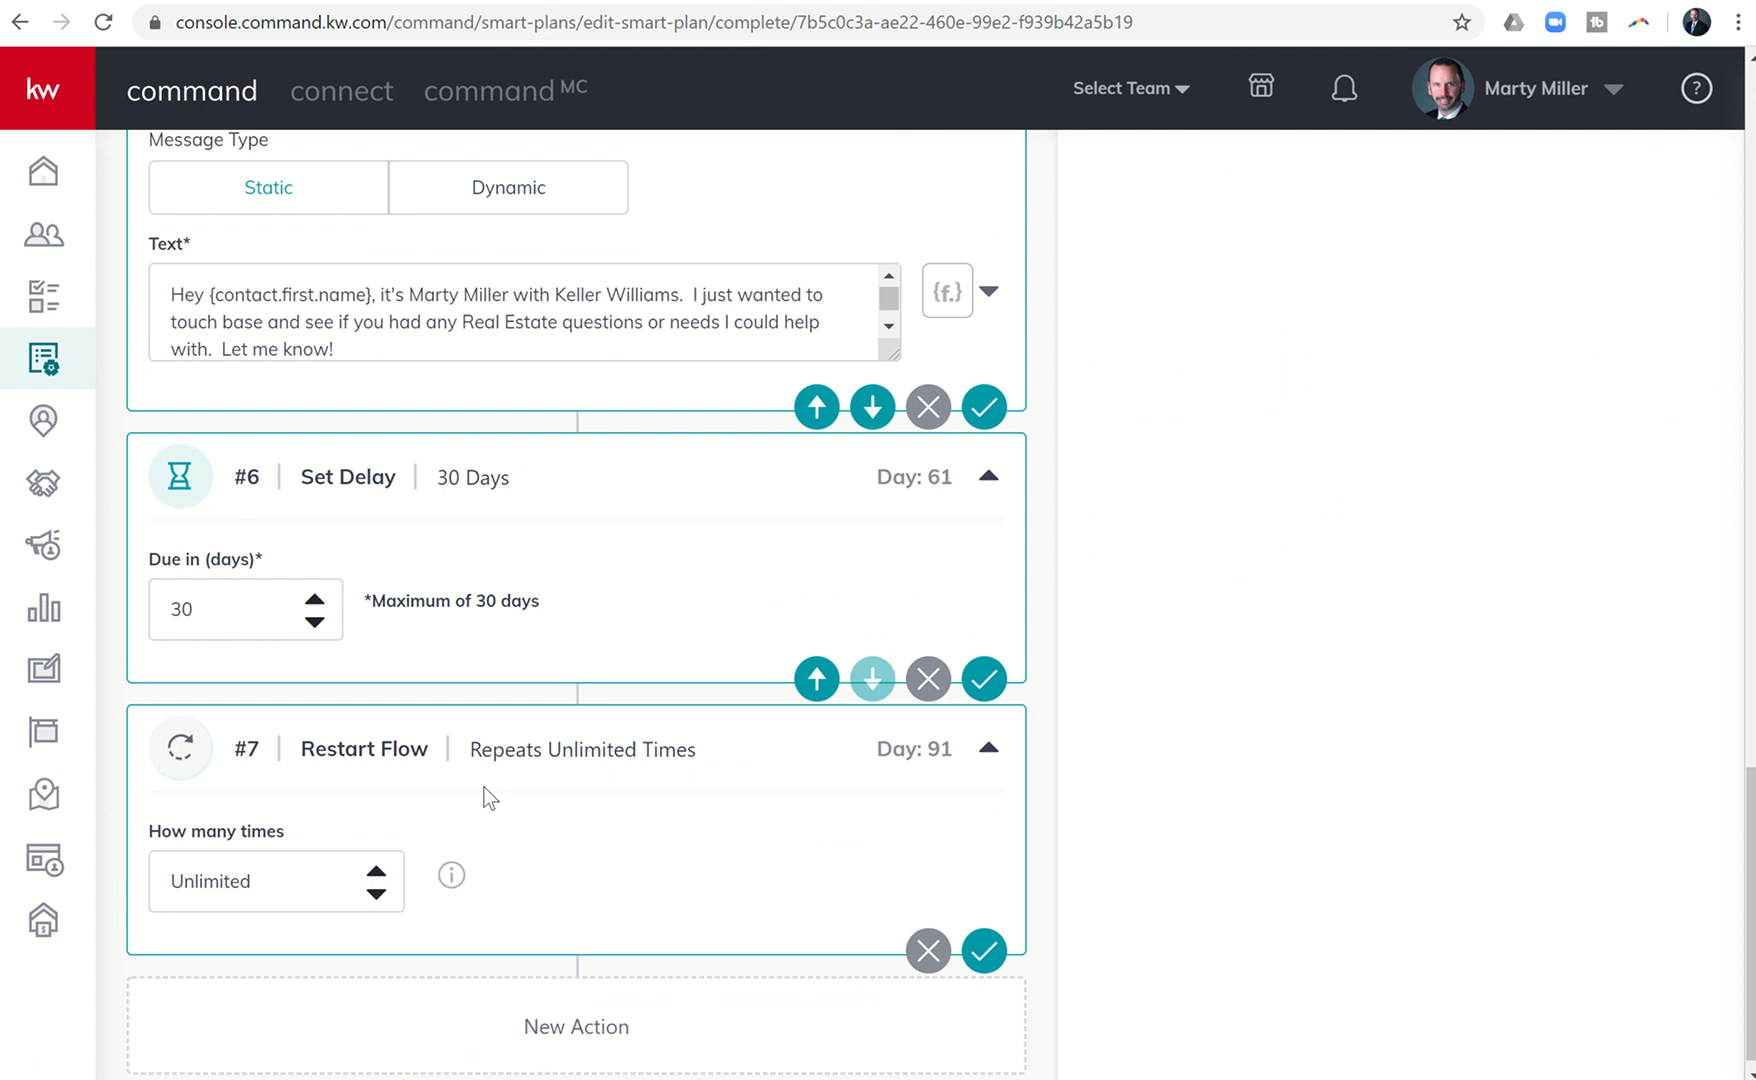 console.command.kw.com/command/smart-plans/edit-smart-plan/complete/7b5c0c3a-ae22-460e-99e2-f939b42a5b19
kw command connect command MC Select Team Marty Miller ?
Message Type
Static Dynamic
Text*
Hey {contact.first.name}, it's Marty Miller with Keller Williams. I just wanted to
touch base and see if you had any Real Estate questions or needs I could help
with. Let me know!
{f.}
#6 Set Delay 30 Days Day: 61
Due in (days)*
30 *Maximum of 30 days
#7 Restart Flow Repeats Unlimited Times Day: 91
How many times
Unlimited i
New Action